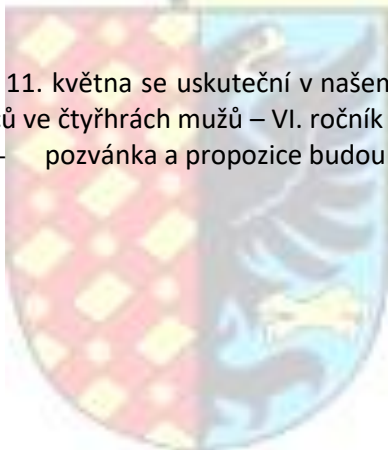 11. května se uskuteční v našem
ů ve čtyřhrách mužů – VI. ročník
- pozvánka a propozice budou